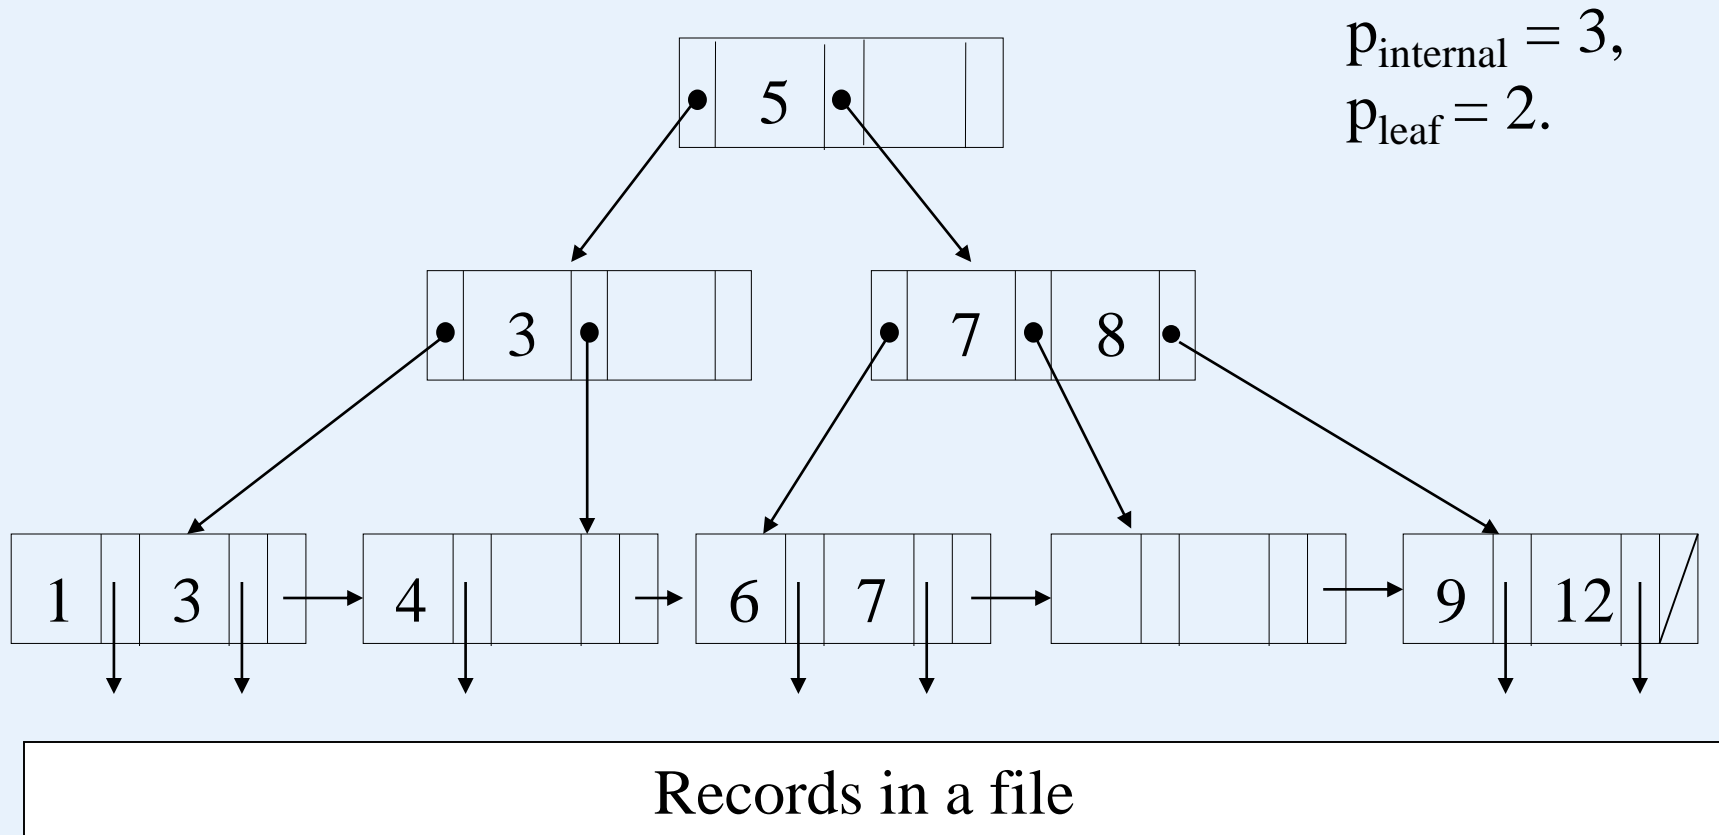 p_internal = 3,
p_leaf = 2.
5
3
7 8
1 3 4 6 7 9 12
Records in a file